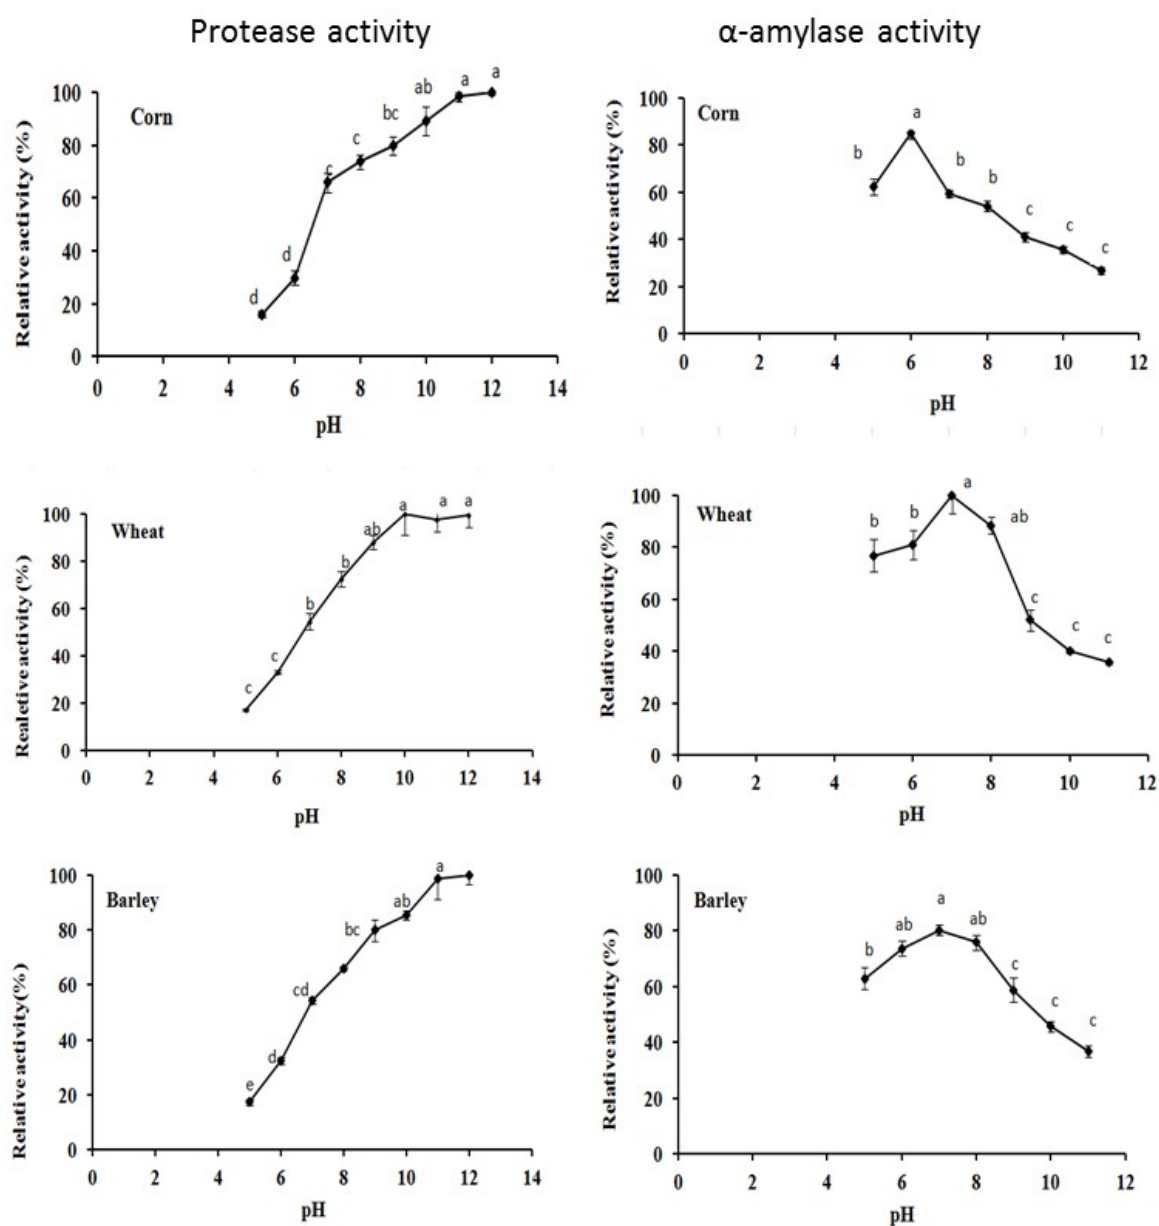 Protease activity
α-amylase activity
Corn
Relative activity (%)
100
80
60
40
20
0
d
d
c
c
bc
ab
a
a
0 2 4 6 8 10 12 14
pH
Corn
Relative activity (%)
100
80
60
40
20
0
b
a
b
b
c
c
c
0 2 4 6 8 10 12
pH
Wheat
Realetive activity (%)
100
80
60
40
20
0
c
c
b
b
ab
a
a
a
0 2 4 6 8 10 12 14
pH
Wheat
Relative activity (%)
100
80
60
40
20
0
b
b
a
ab
c
c
c
0 2 4 6 8 10 12
pH
Barley
Relative activity(%)
100
80
60
40
20
0
e
d
cd
bc
ab
a
0 2 4 6 8 10 12 14
pH
Barley
Relative activity (%)
100
80
60
40
20
0
b
ab
a
ab
c
c
c
0 2 4 6 8 10 12
pH